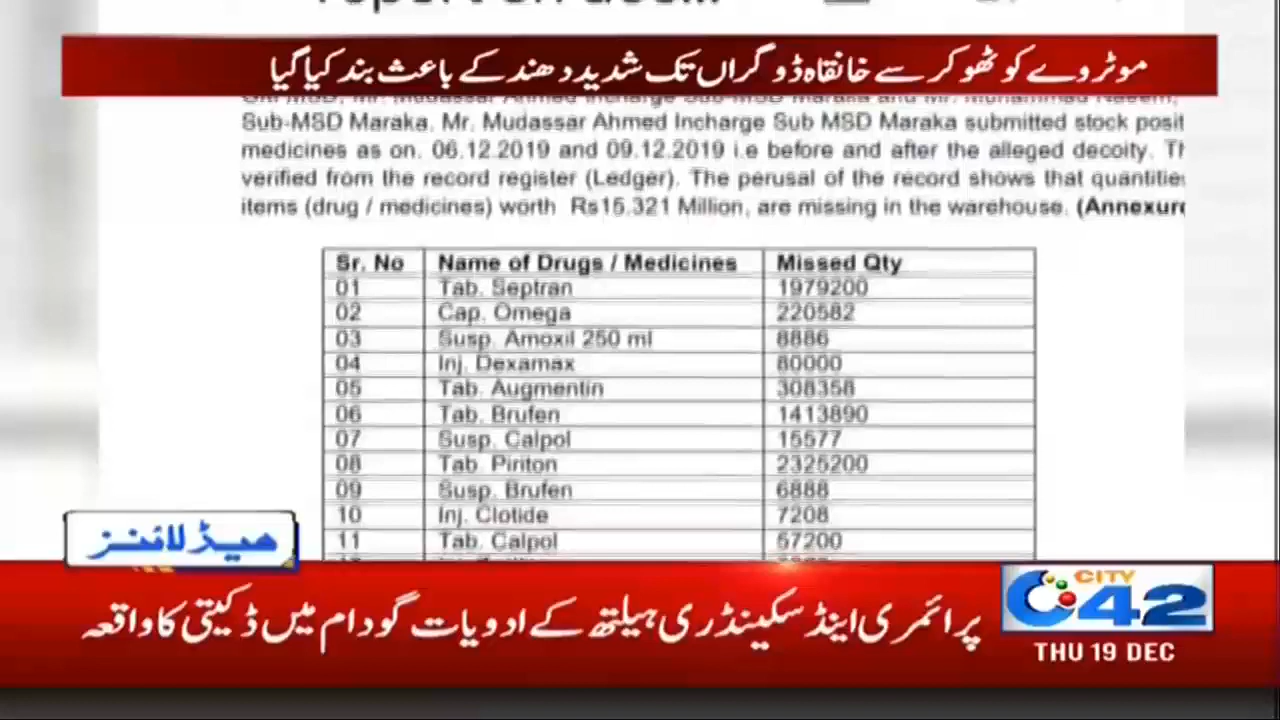 موٹروے کو ٹھوکر سے خانقاہ ڈوگراں تک شدید دھند کے باعث بند کیا گیا
Sub-MSD Maraka. Mr. Mudassar Ahmed Incharge Sub MSD Maraka submitted stock posit
medicines as on. 06.12.2019 and 09.12.2019 i.e before and after the alleged decoity. Th
verified from the record register (Ledger). The perusal of the record shows that quantities
items (drug / medicines) worth Rs15.321 Million, are missing in the warehouse. (Annexure
Sr. No Name of Drugs / Medicines Missed Qty
01 Tab. Septran 1979200
02 Cap. Omega 220582
03 Susp. Amoxil 250 ml 8886
04 Inj. Dexamax 80000
05 Tab. Augmentin 308358
06 Tab. Brufen 1413890
07 Susp. Calpol 15577
08 Tab. Piriton 2325200
09 Susp. Brufen 6888
10 Inj. Clotide 7208
11 Tab. Calpol 57200
ہیڈلائنز
پرائمری اینڈ سکینڈری ہیلتھ کے ادویات گودام میں ڈکیتی کا واقعہ
CITY
42
THU 19 DEC